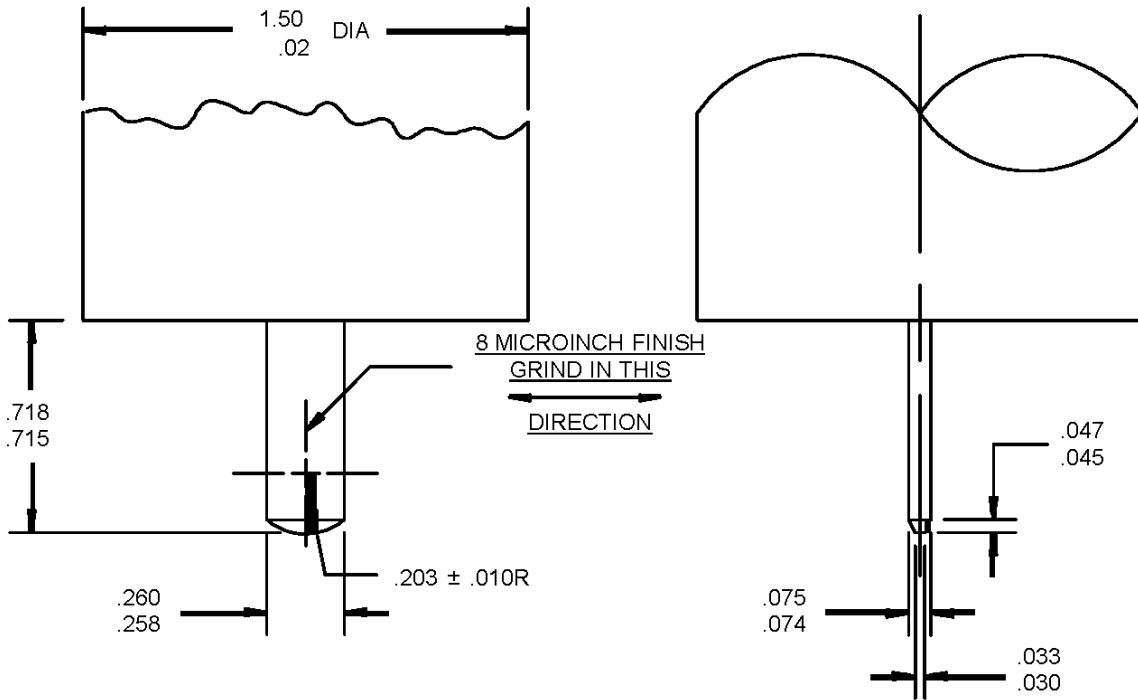 1.50 DIA
.02
8 MICROINCH FINISH
GRIND IN THIS
DIRECTION
.718
.715
.047
.045
.203 ± .010R
.260
.258
.075
.074
.033
.030